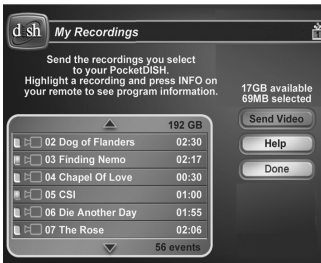 dish My Recordings
Send the recordings you select
to your PocketDISH.
Highlight a recording and press INFO on
your remote to see program information.
17GB available
69MB selected
192 GB
02 Dog of Flanders 02:30
03 Finding Nemo 02:17
04 Chapel Of Love 00:30
05 CSI 01:00
06 Die Another Day 01:55
07 The Rose 02:06
56 events
Send Video
Help
Done